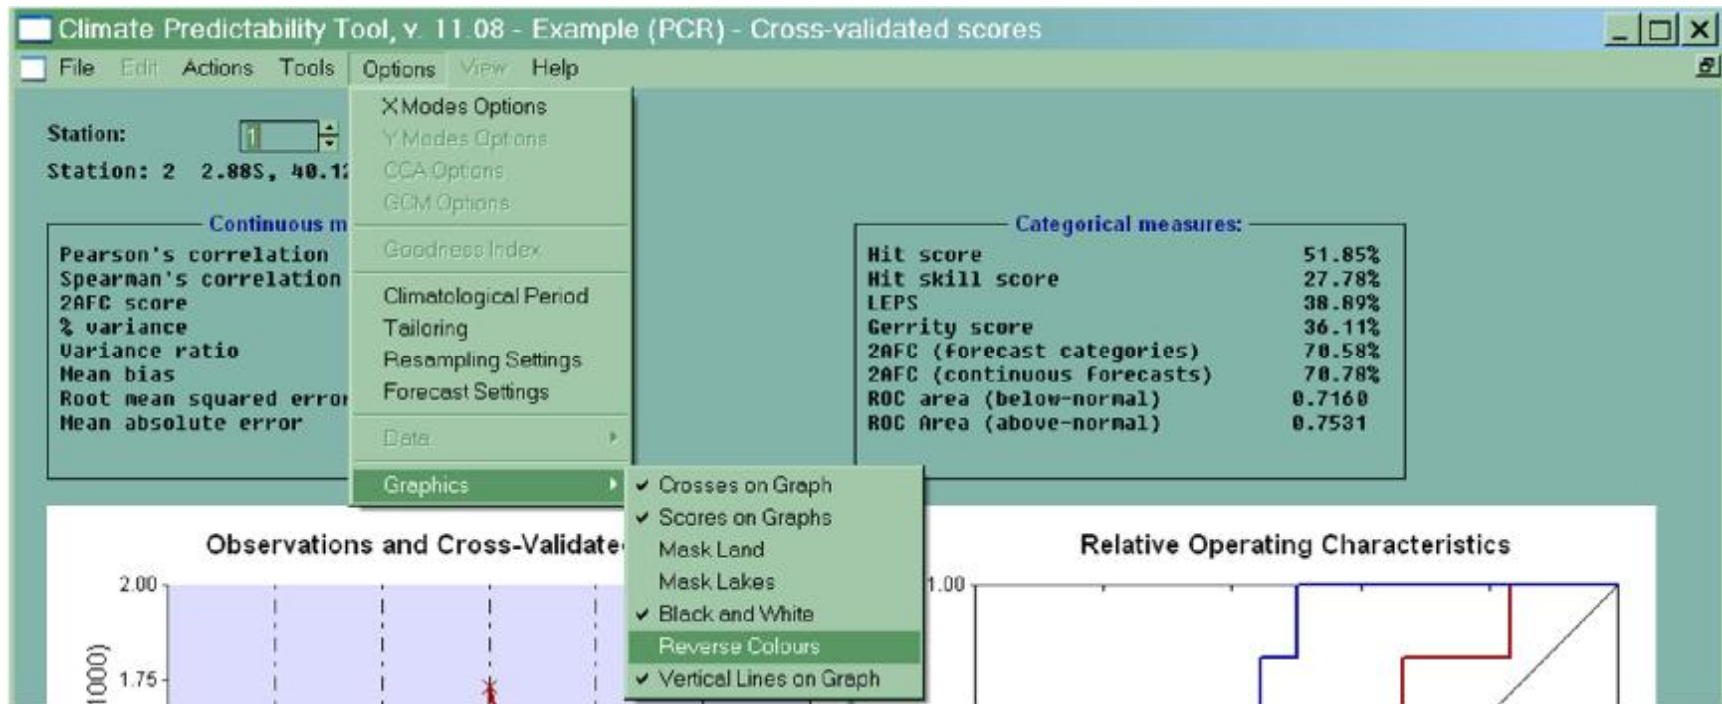 Climate Predictability Tool, v. 11.08 - Example (PCR) - Cross-validated scores
File Edit Actions Tools Options View Help
Station: 1
Station: 2 2.88S, 40.12
X Modes Options
Y Modes Options
CCA Options
GCM Options
Goodness Index
Climatological Period
Tailoring
Resampling Settings
Forecast Settings
Data
Graphics
Crosses on Graph
Scores on Graphs
Mask Land
Mask Lakes
Black and White
Reverse Colours
Vertical Lines on Graph
Continuous m
Pearson's correlation
Spearman's correlation
2AFC score
% variance
Variance ratio
Mean bias
Root mean squared error
Mean absolute error
Categorical measures:
Hit score 51.85%
Hit skill score 27.78%
LEPS 38.89%
Gerrity score 36.11%
2AFC (forecast categories) 70.58%
2AFC (continuous forecasts) 70.78%
ROC area (below-normal) 0.7160
ROC Area (above-normal) 0.7531
Observations and Cross-Validate
2.00
1.75
1000)
Relative Operating Characteristics
1.00